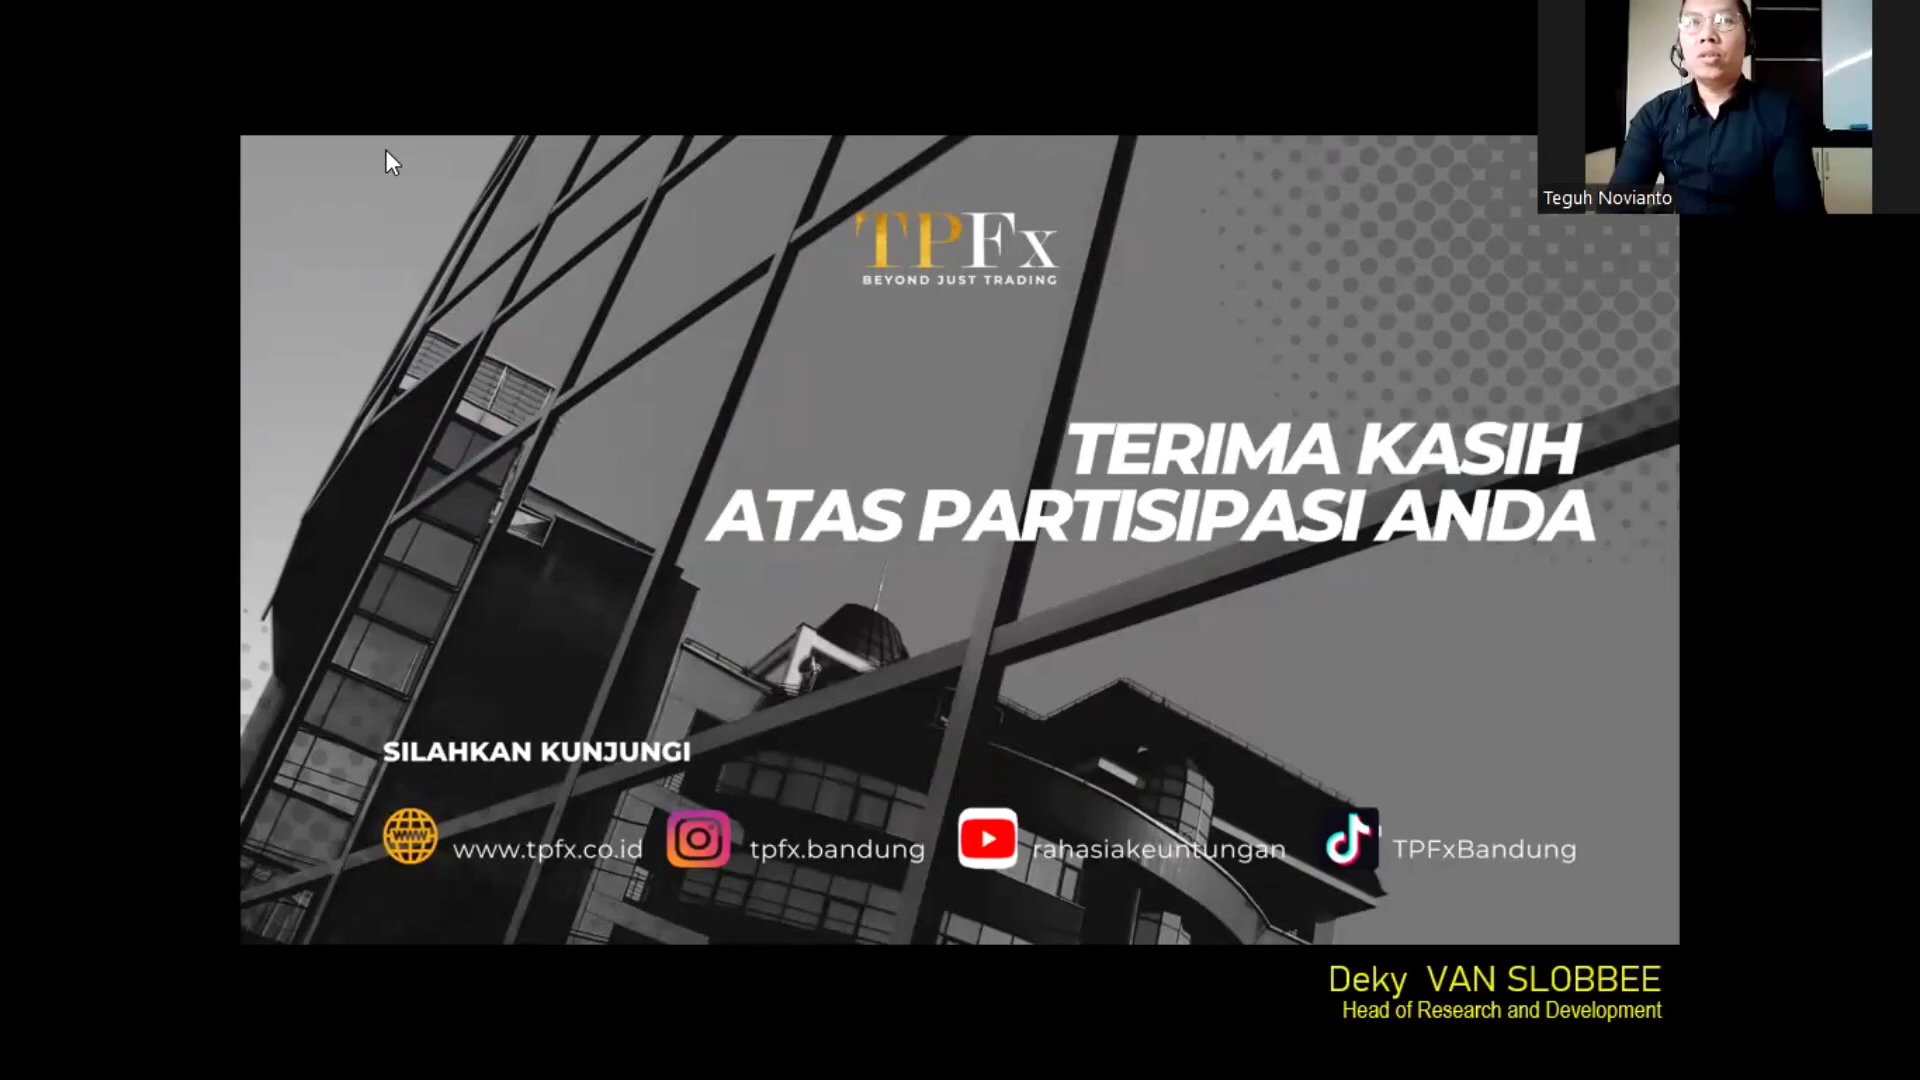 Teguh Novianto
TPFx
BEYOND JUST TRADING
TERIMA KASIH
ATAS PARTISIPASI ANDA
SILAHKAN KUNJUNGI
www
www.tpfx.co.id
tpfx.bandung
rahasiakeuntungan
TPFxBandung
Deky VAN SLOBBEE
Head of Research and Development